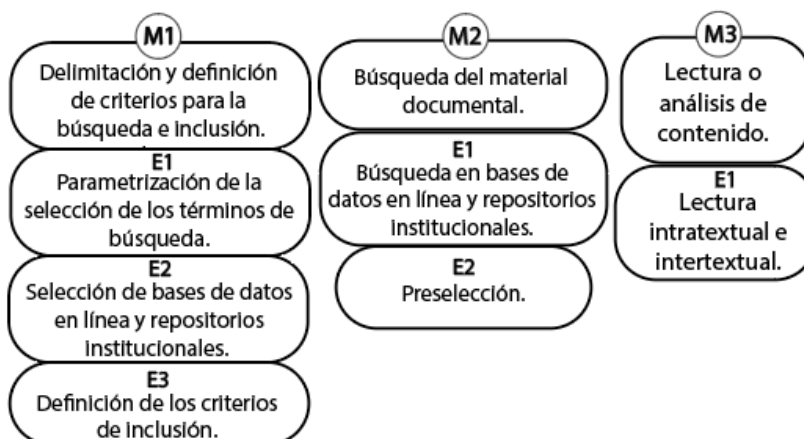 M1
Delimitación y definición
de criterios para la
búsqueda e inclusión.
E1
Parametrización de la
selección de los términos de
búsqueda.
E2
Selección de bases de datos
en línea y repositorios
institucionales.
E3
Definición de los criterios
de inclusión.
M2
Búsqueda del material
documental.
E1
Búsqueda en bases de
datos en línea y repositorios
institucionales.
E2
Preselección.
M3
Lectura o
análisis de
contenido.
E1
Lectura
intratextual e
intertextual.